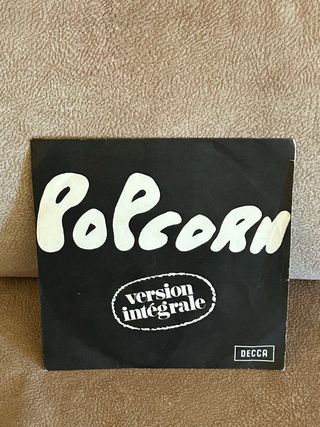 POPCORN
version
intégrale
DECCA